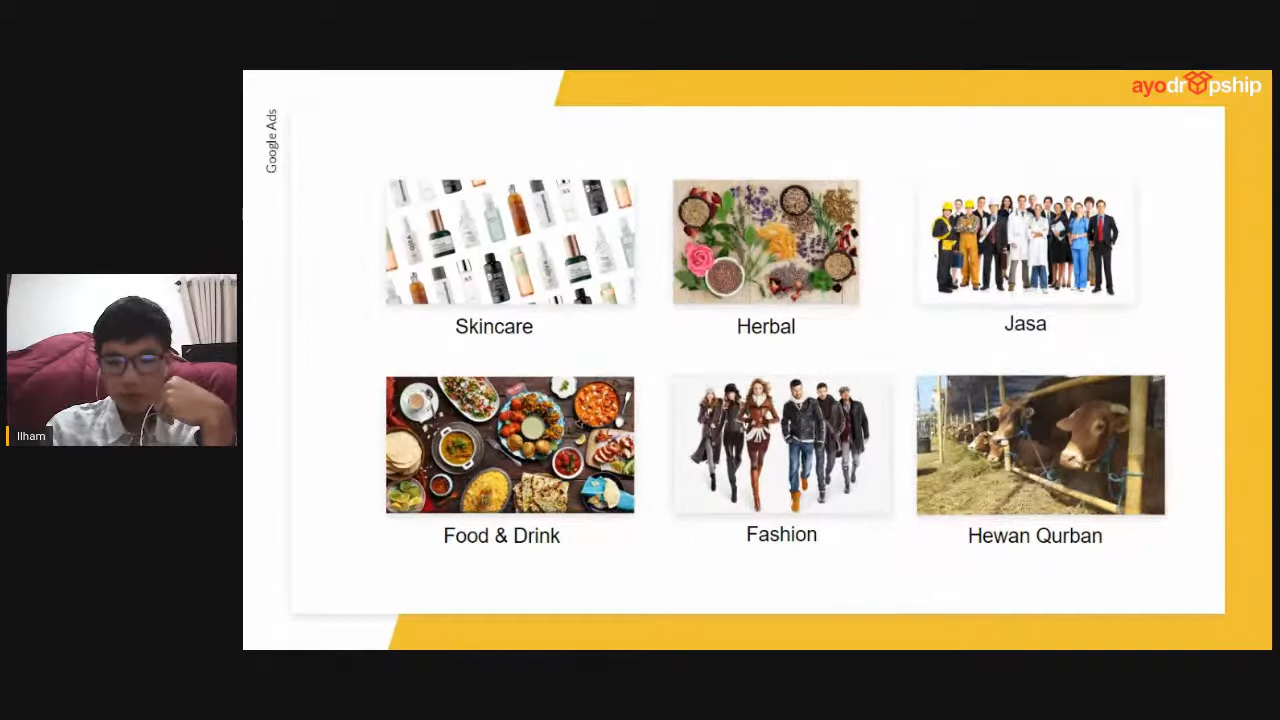 ayodropship
Google Ads
Skincare
Herbal
Jasa
Food & Drink
Fashion
Hewan Qurban
Ilham